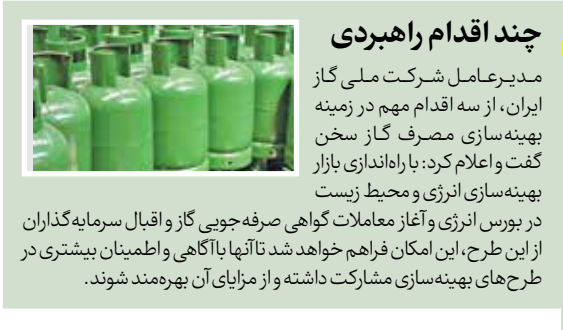 چند اقدام راهبردی
مدیرعامل شرکت ملی گاز
ایران، از سه اقدام مهم در زمینه
بهینه‌سازی مصرف گاز سخن
گفت و اعلام کرد: با راه‌اندازی بازار
بهینه‌سازی انرژی و محیط زیست
در بورس انرژی و آغاز معاملات گواهی صرفه‌جویی گاز و اقبال سرمایه‌گذاران
از این طرح، این امکان فراهم خواهد شد تا آنها با آگاهی و اطمینان بیشتری در
طرح‌های بهینه‌سازی مشارکت داشته و از مزایای آن بهره‌مند شوند.